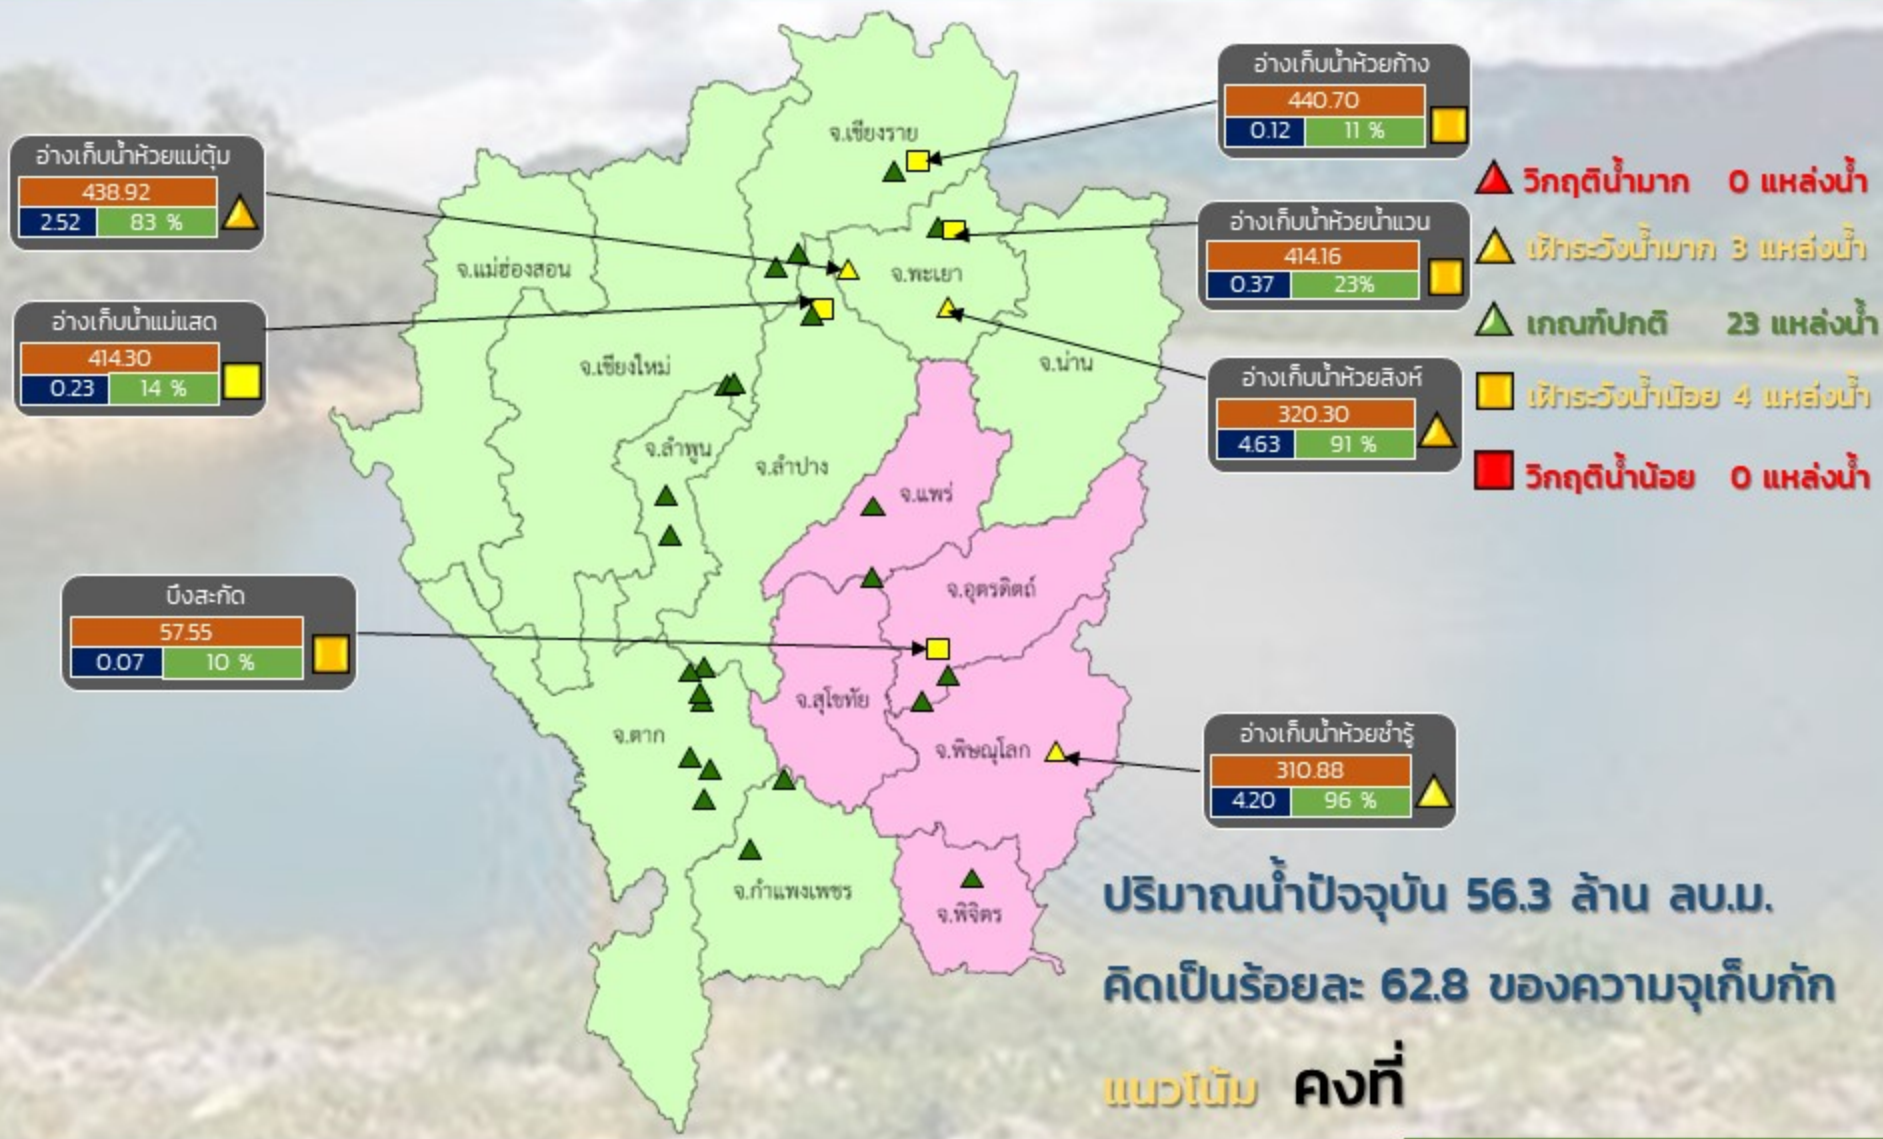 อ่างเก็บน้ำห้วยก้าง
440.70
0.12 11 %
จ.เชียงราย
อ่างเก็บน้ำห้วยแม่ตุ้ม
438.92
2.52 83 %
วิกฤติน้ำมาก 0 แหล่งน้ำ
อ่างเก็บน้ำห้วยน้ำแวน
414.16
0.37 23%
เฝ้าระวังน้ำมาก 3 แหล่งน้ำ
จ.แม่ฮ่องสอน
จ.พะเยา
อ่างเก็บน้ำแม่แสด
414.30
0.23 14 %
เกณฑ์ปกติ 23 แหล่งน้ำ
จ.เชียงใหม่
จ.น่าน
อ่างเก็บน้ำห้วยสิงห์
320.30
4.63 91 %
เฝ้าระวังน้ำน้อย 4 แหล่งน้ำ
จ.ลำพูน
จ.ลำปาง
วิกฤติน้ำน้อย 0 แหล่งน้ำ
จ.แพร่
บึงสะกัด
57.55
0.07 10 %
จ.อุตรดิตถ์
จ.สุโขทัย
จ.ตาก
จ.พิษณุโลก
อ่างเก็บน้ำห้วยซำรู้
310.88
4.20 96 %
จ.กำแพงเพชร
จ.พิจิตร
ปริมาณน้ำปัจจุบัน 56.3 ล้าน ลบ.ม.
คิดเป็นร้อยละ 62.8 ของความจุเก็บกัก
แนวโน้ม คงที่